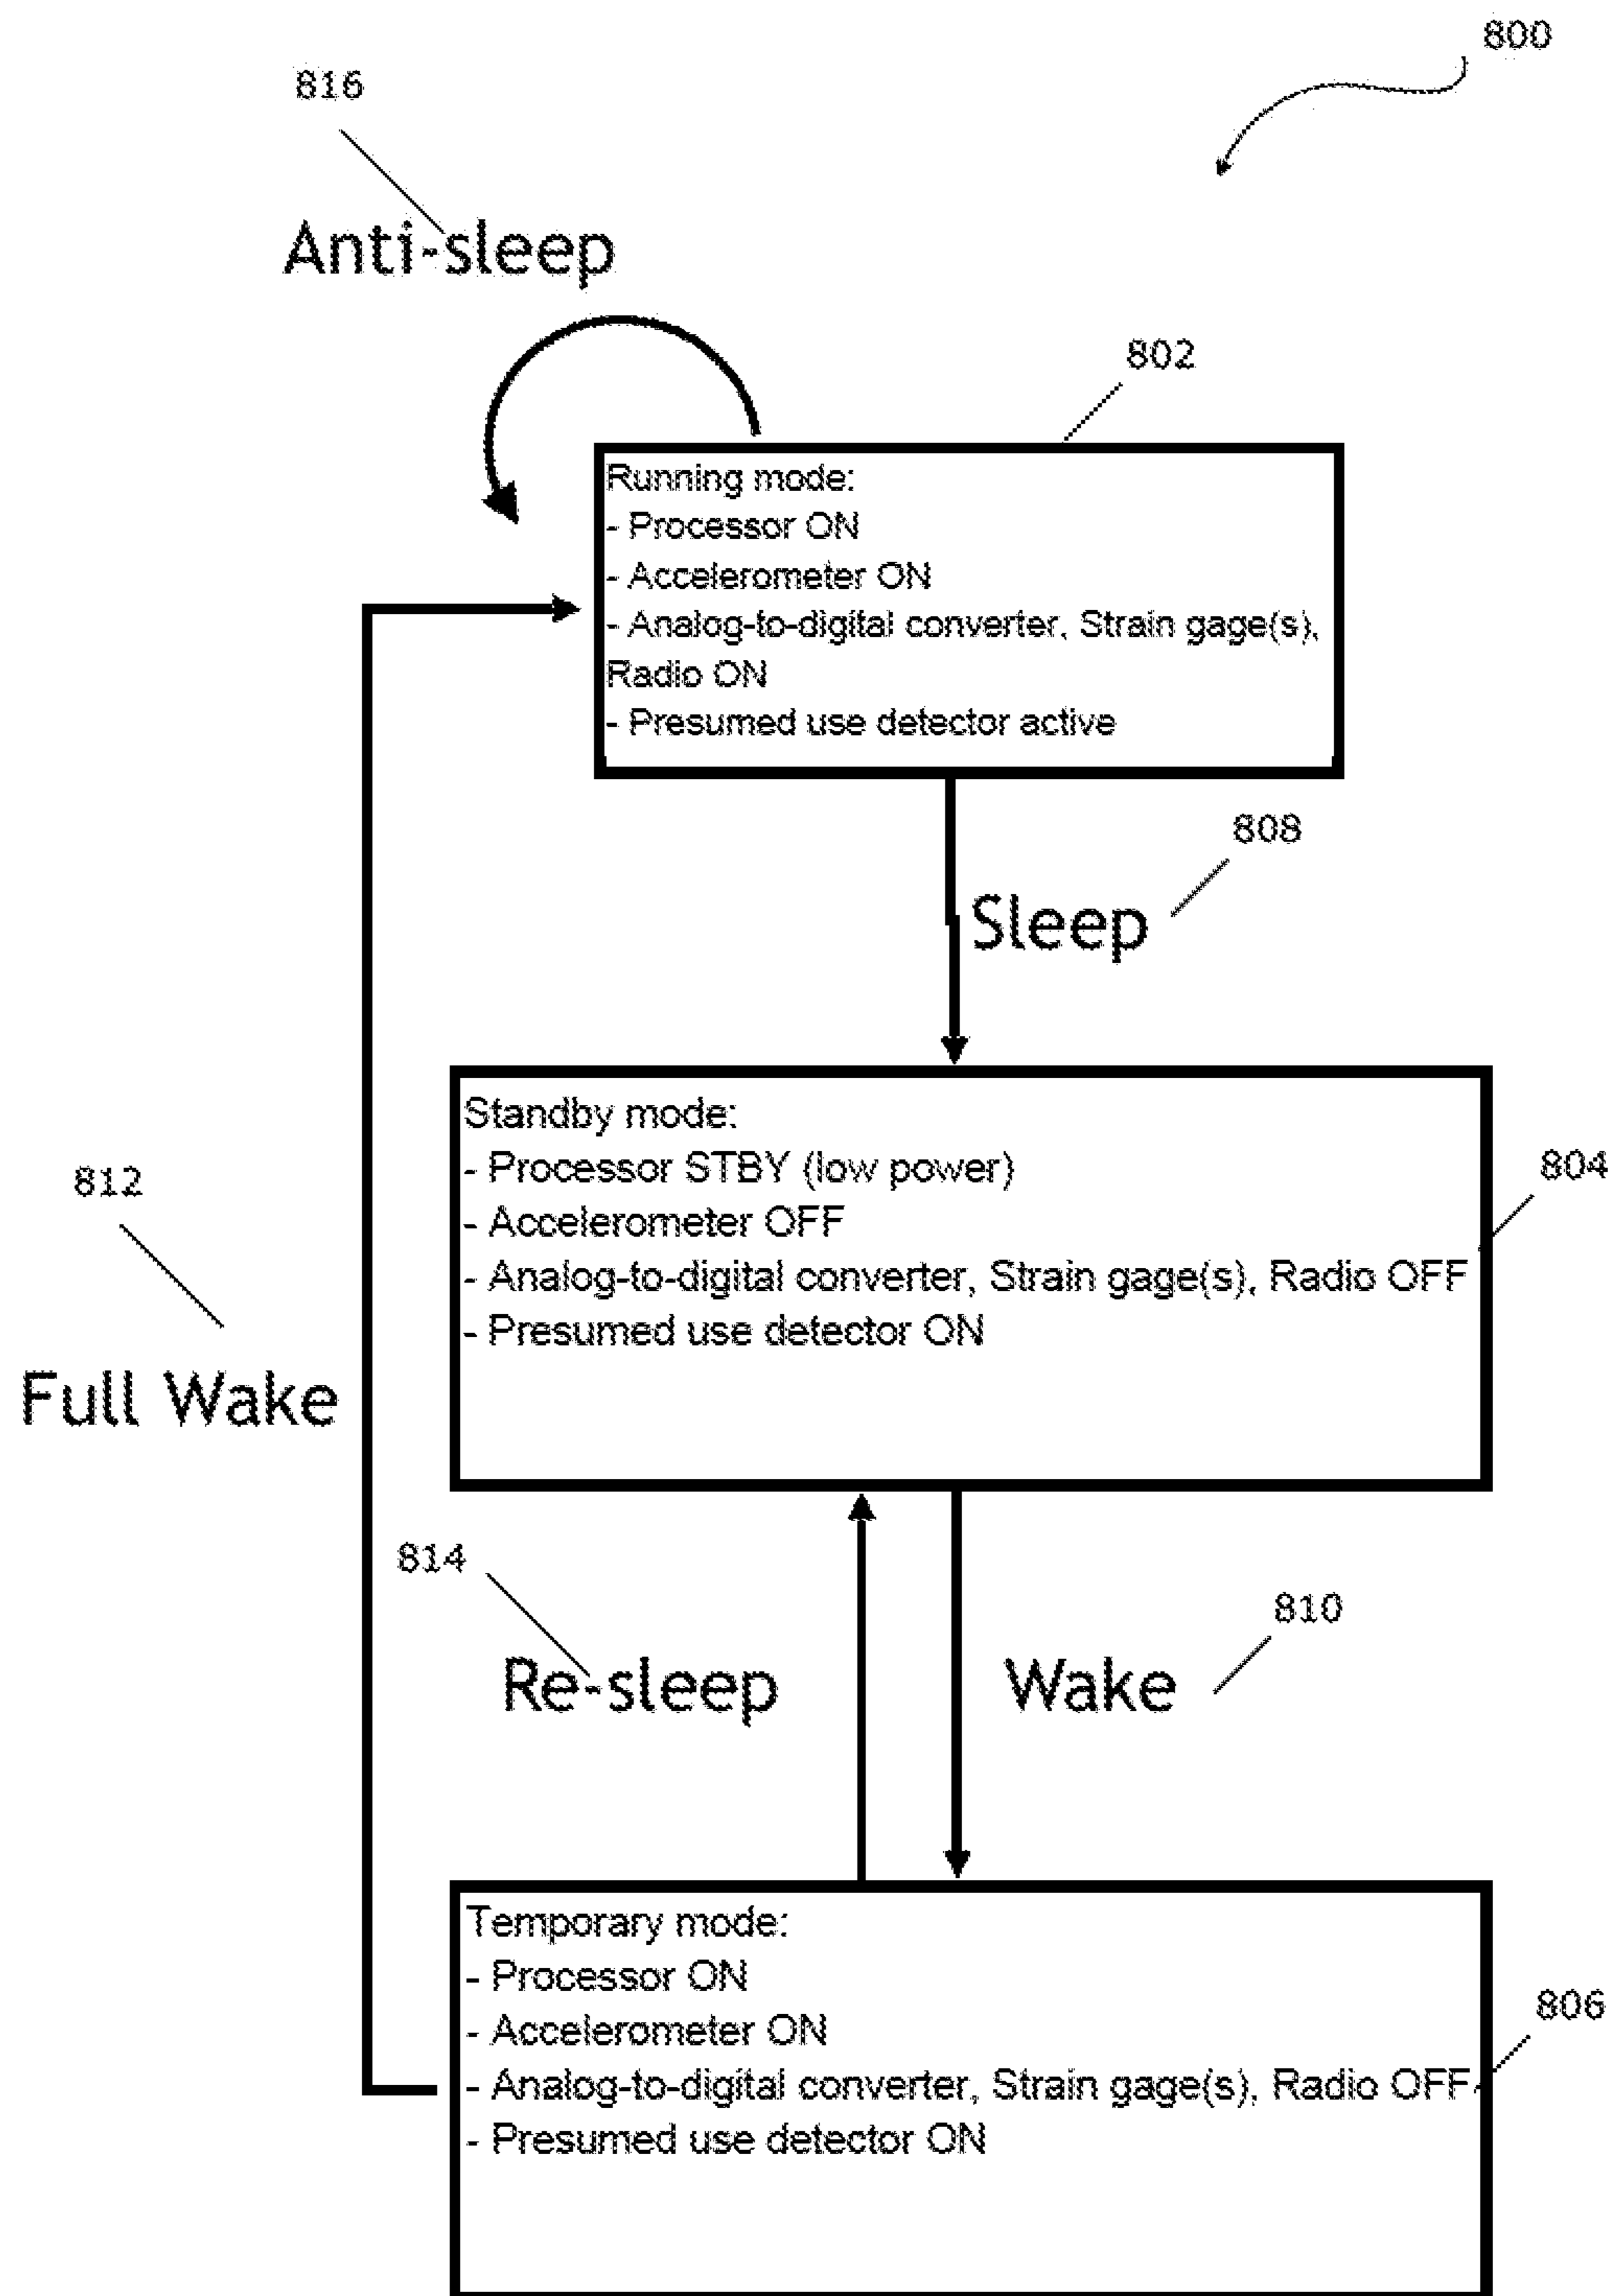 800
816
Anti-sleep
802
Running mode:
- Processor ON
- Accelerometer ON
- Analog-to-digital converter, Strain gage(s),
Radio ON
- Presumed use detector active
808
Sleep
Standby mode:
- Processor STBY (low power)
- Accelerometer OFF
- Analog-to-digital converter, Strain gage(s), Radio OFF
- Presumed use detector ON
804
812
Full Wake
814
810
Re-sleep
Wake
Temporary mode:
- Processor ON
- Accelerometer ON
- Analog-to-digital converter, Strain gage(s), Radio OFF
- Presumed use detector ON
806